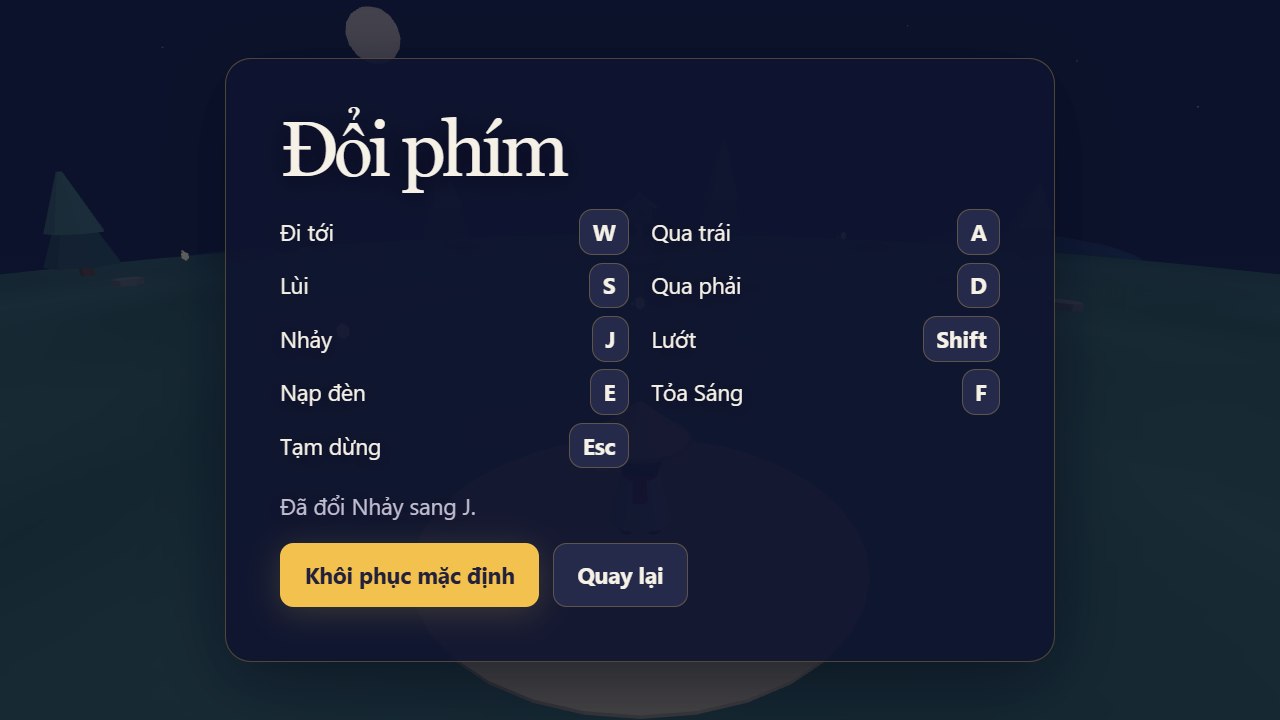 Đổi phím
Đi tới W Qua trái A
Lùi S Qua phải D
Nhảy J Lướt Shift
Nạp đèn E Tỏa Sáng F
Tạm dừng Esc
Đã đổi Nhảy sang J.
Khôi phục mặc định Quay lại